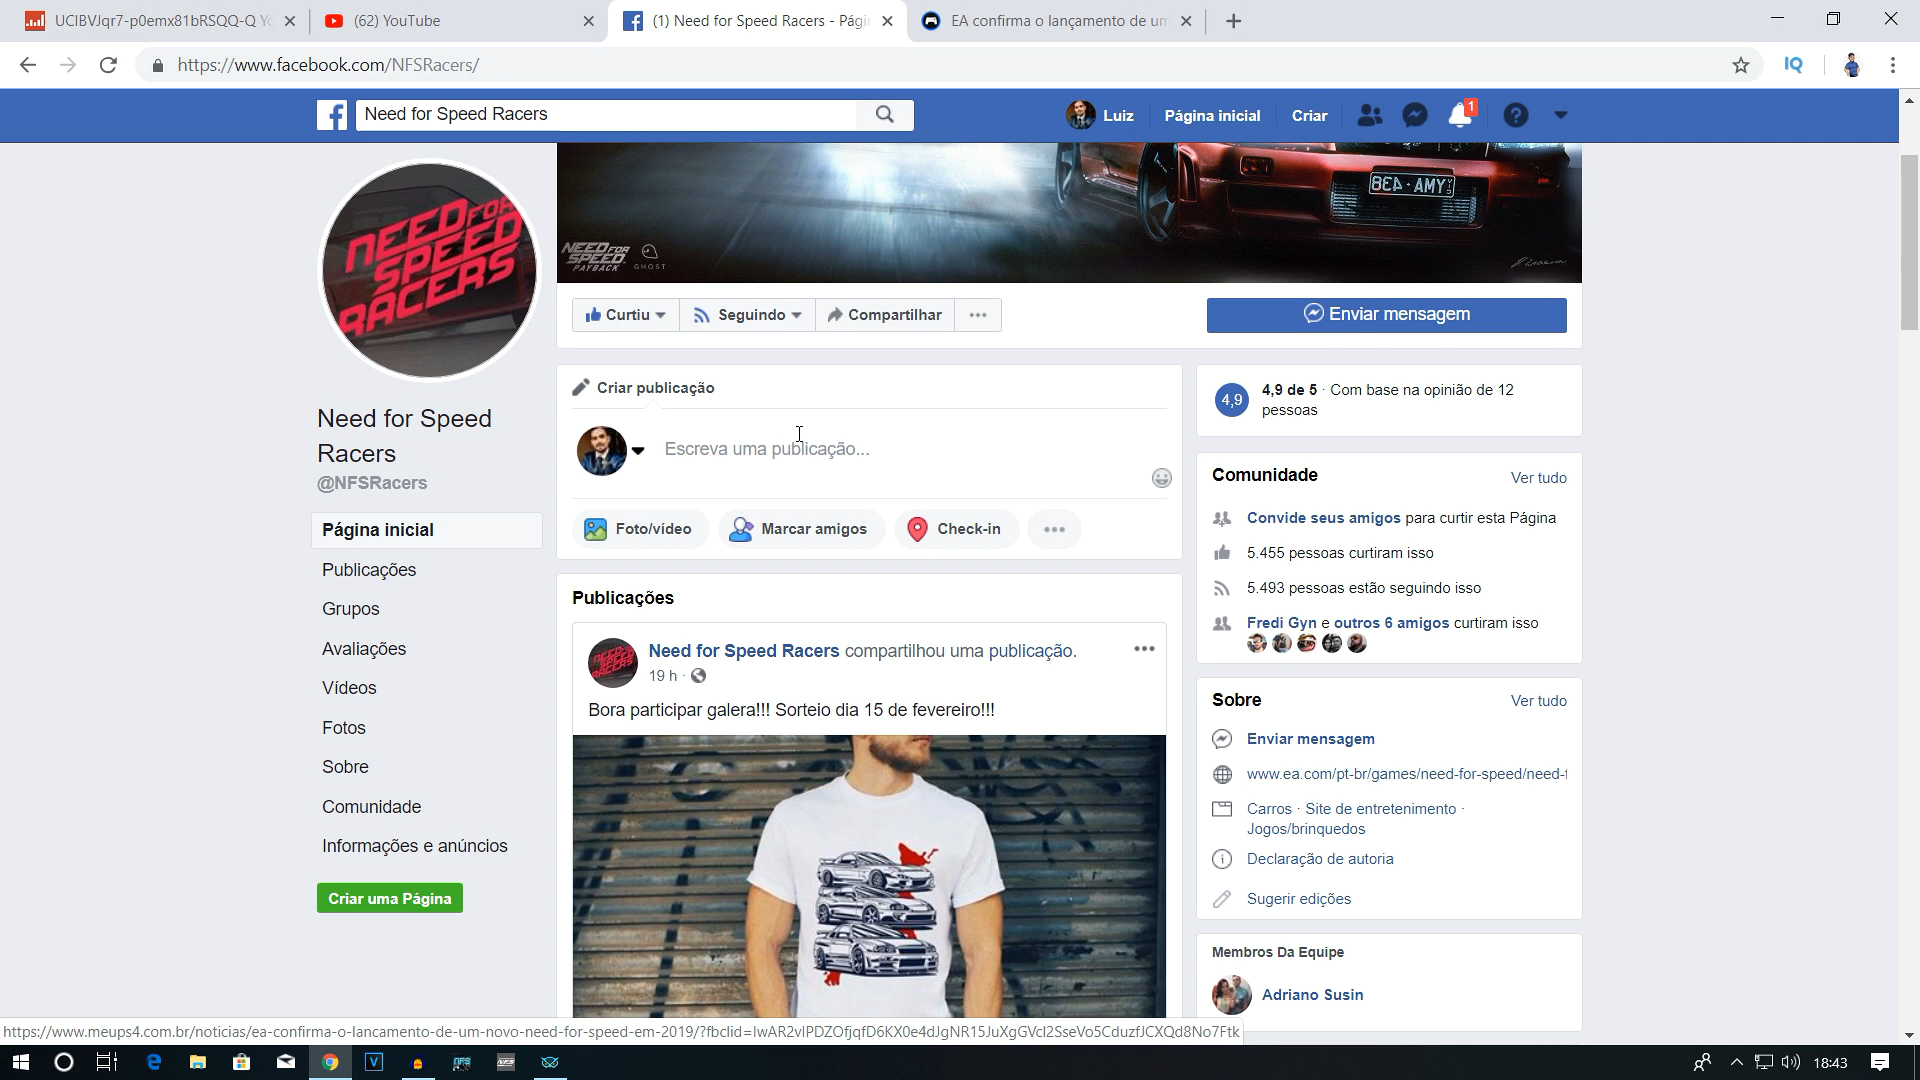 UCIBVJqr7-p0emx81bRSQQ-Q Yo
(62) YouTube
(1) Need for Speed Racers - Pági
EA confirma o lançamento de um
https://www.facebook.com/NFSRacers/
IQ
Need for Speed Racers
Luiz
Página inicial
Criar
1
NEED FOR SPEED PAYBACK
GHOST
BEA·AMY
NEED FOR SPEED RACERS
Curtiu
Seguindo
Compartilhar
Enviar mensagem
Need for Speed
Racers
@NFSRacers
Página inicial
Publicações
Grupos
Avaliações
Vídeos
Fotos
Sobre
Comunidade
Informações e anúncios
Criar uma Página
Criar publicação
Escreva uma publicação...
Foto/vídeo
Marcar amigos
Check-in
Publicações
Need for Speed Racers compartilhou uma publicação.
19 h ·
Bora participar galera!!! Sorteio dia 15 de fevereiro!!!
4,9
4,9 de 5 · Com base na opinião de 12
pessoas
Comunidade
Ver tudo
Convide seus amigos para curtir esta Página
5.455 pessoas curtiram isso
5.493 pessoas estão seguindo isso
Fredi Gyn e outros 6 amigos curtiram isso
Sobre
Ver tudo
Enviar mensagem
www.ea.com/pt-br/games/need-for-speed/need-f
Carros · Site de entretenimento ·
Jogos/brinquedos
Declaração de autoria
Sugerir edições
Membros Da Equipe
Adriano Susin
https://www.meups4.com.br/noticias/ea-confirma-o-lancamento-de-um-novo-need-for-speed-em-2019/?fbclid=IwAR2vlPDZOfjqfD6KX0e4dJgNR15JuXgGVcl2SseVo5CduzfJCXQd8No7Ftk
18:43